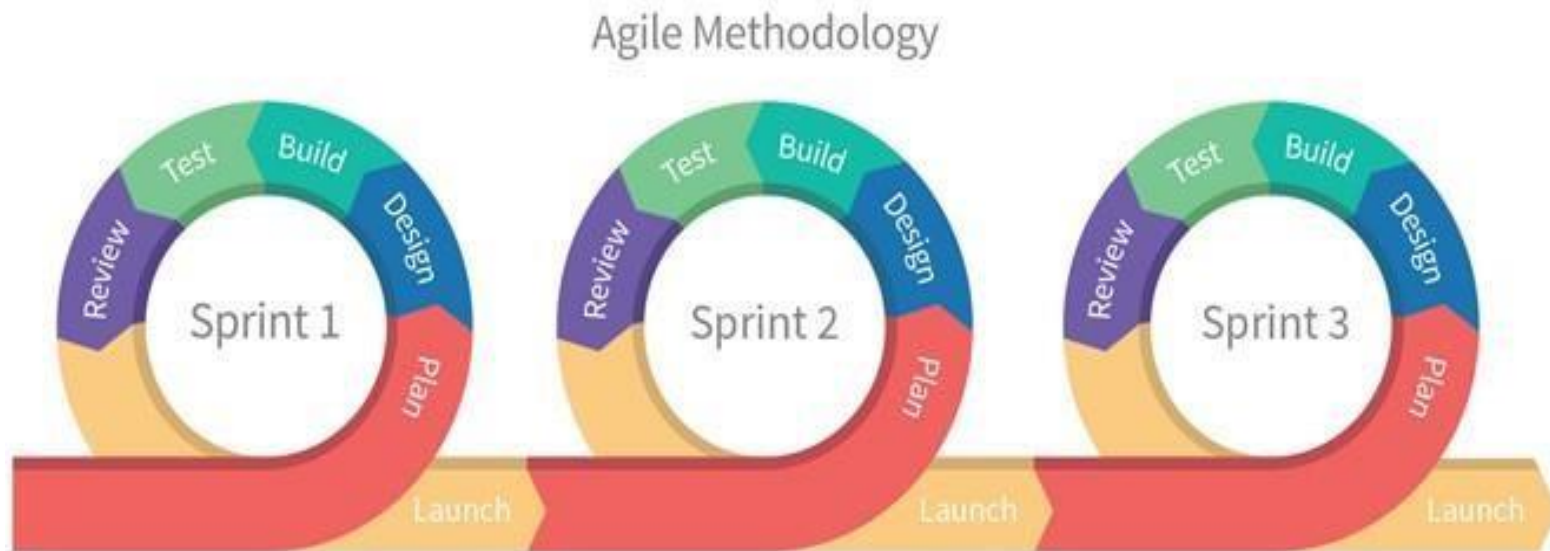 Agile Methodology
Test
Build
Review
Design
Sprint 1
Plan
Launch
Test
Build
Review
Design
Sprint 2
Plan
Launch
Test
Build
Review
Design
Sprint 3
Plan
Launch